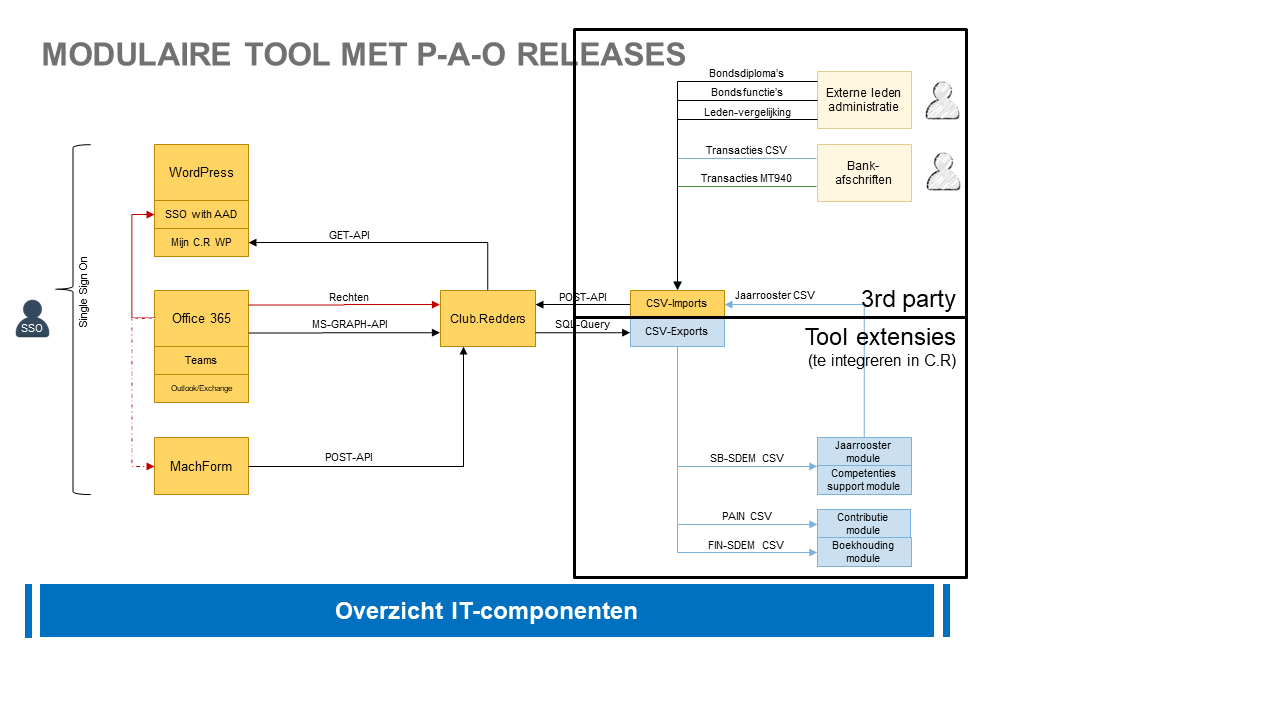 MODULAIRE TOOL MET P-A-O RELEASES
Bondsdiploma's
Bondsfunctie's
Leden-vergelijking
Externe leden
administratie
Transacties CSV
Transacties MT940
Bank-
afschriften
WordPress
SSO with AAD
Mijn C.R WP
GET-API
Single Sign On
SSO
Office 365
Teams
Outlook/Exchange
Rechten
MS-GRAPH-API
Club.Redders
POST-API
SQL-Query
CSV-Imports
CSV-Exports
Jaarrooster CSV
3rd party
Tool extensies
(te integreren in C.R)
MachForm
POST-API
SB-SDEM CSV
Jaarrooster
module
Competenties
support module
PAIN CSV
Contributie
module
FIN-SDEM CSV
Boekhouding
module
Overzicht IT-componenten